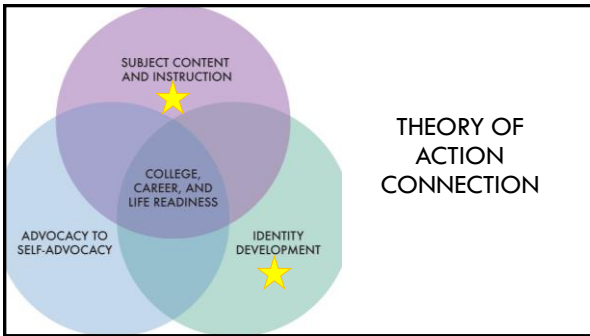 SUBJECT CONTENT
AND INSTRUCTION
COLLEGE,
CAREER, AND
LIFE READINESS
ADVOCACY TO
SELF-ADVOCACY
IDENTITY
DEVELOPMENT
THEORY OF
ACTION
CONNECTION